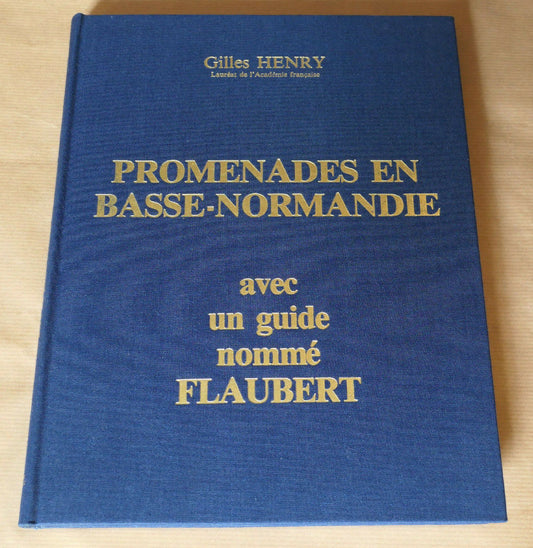 Gilles HENRY
Lauréat de l'Académie française
PROMENADES EN
BASSE-NORMANDIE
avec
un guide
nommé
FLAUBERT